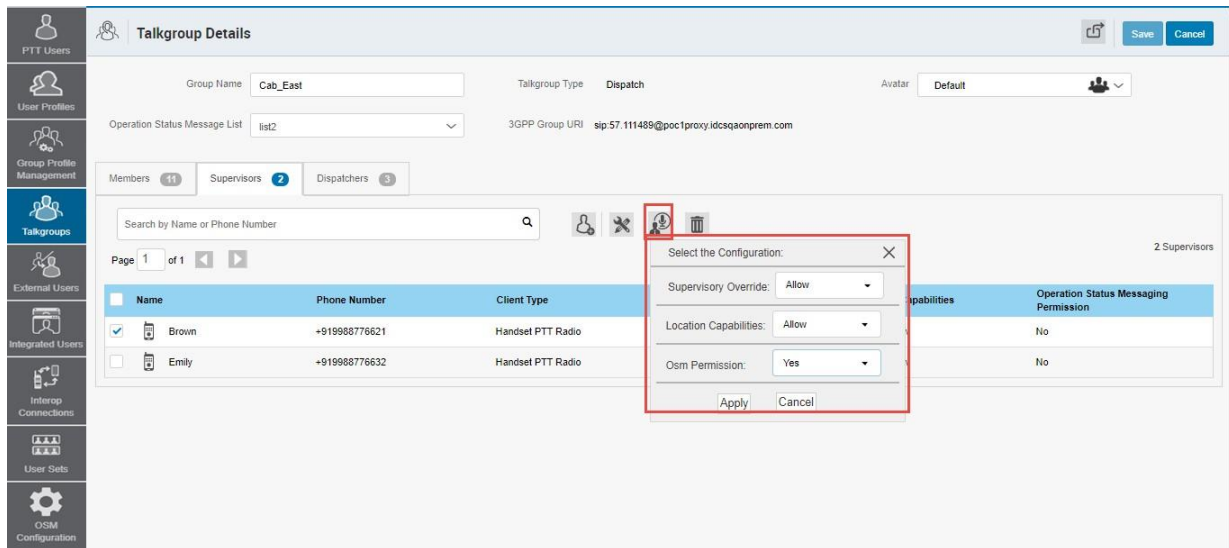 PTT Users
User Profiles
Group Profile
Management
Talkgroups
External Users
Integrated Users
Interop
Connections
User Sets
OSM
Configuration
Talkgroup Details
Save Cancel
Group Name Cab_East Talkgroup Type Dispatch Avatar Default
Operation Status Message List list2 3GPP Group URI sip:57.111489@poc1proxy.idcsqaonprem.com
Members 11 Supervisors 2 Dispatchers 3
Search by Name or Phone Number
2 Supervisors
Page 1 of 1
Select the Configuration:
Supervisory Override: Allow
Location Capabilities: Allow
Osm Permission: Yes
Apply Cancel
Name Phone Number Client Type Operation Status Messaging
Permission
Brown +919988776621 Handset PTT Radio No
Emily +919988776632 Handset PTT Radio No